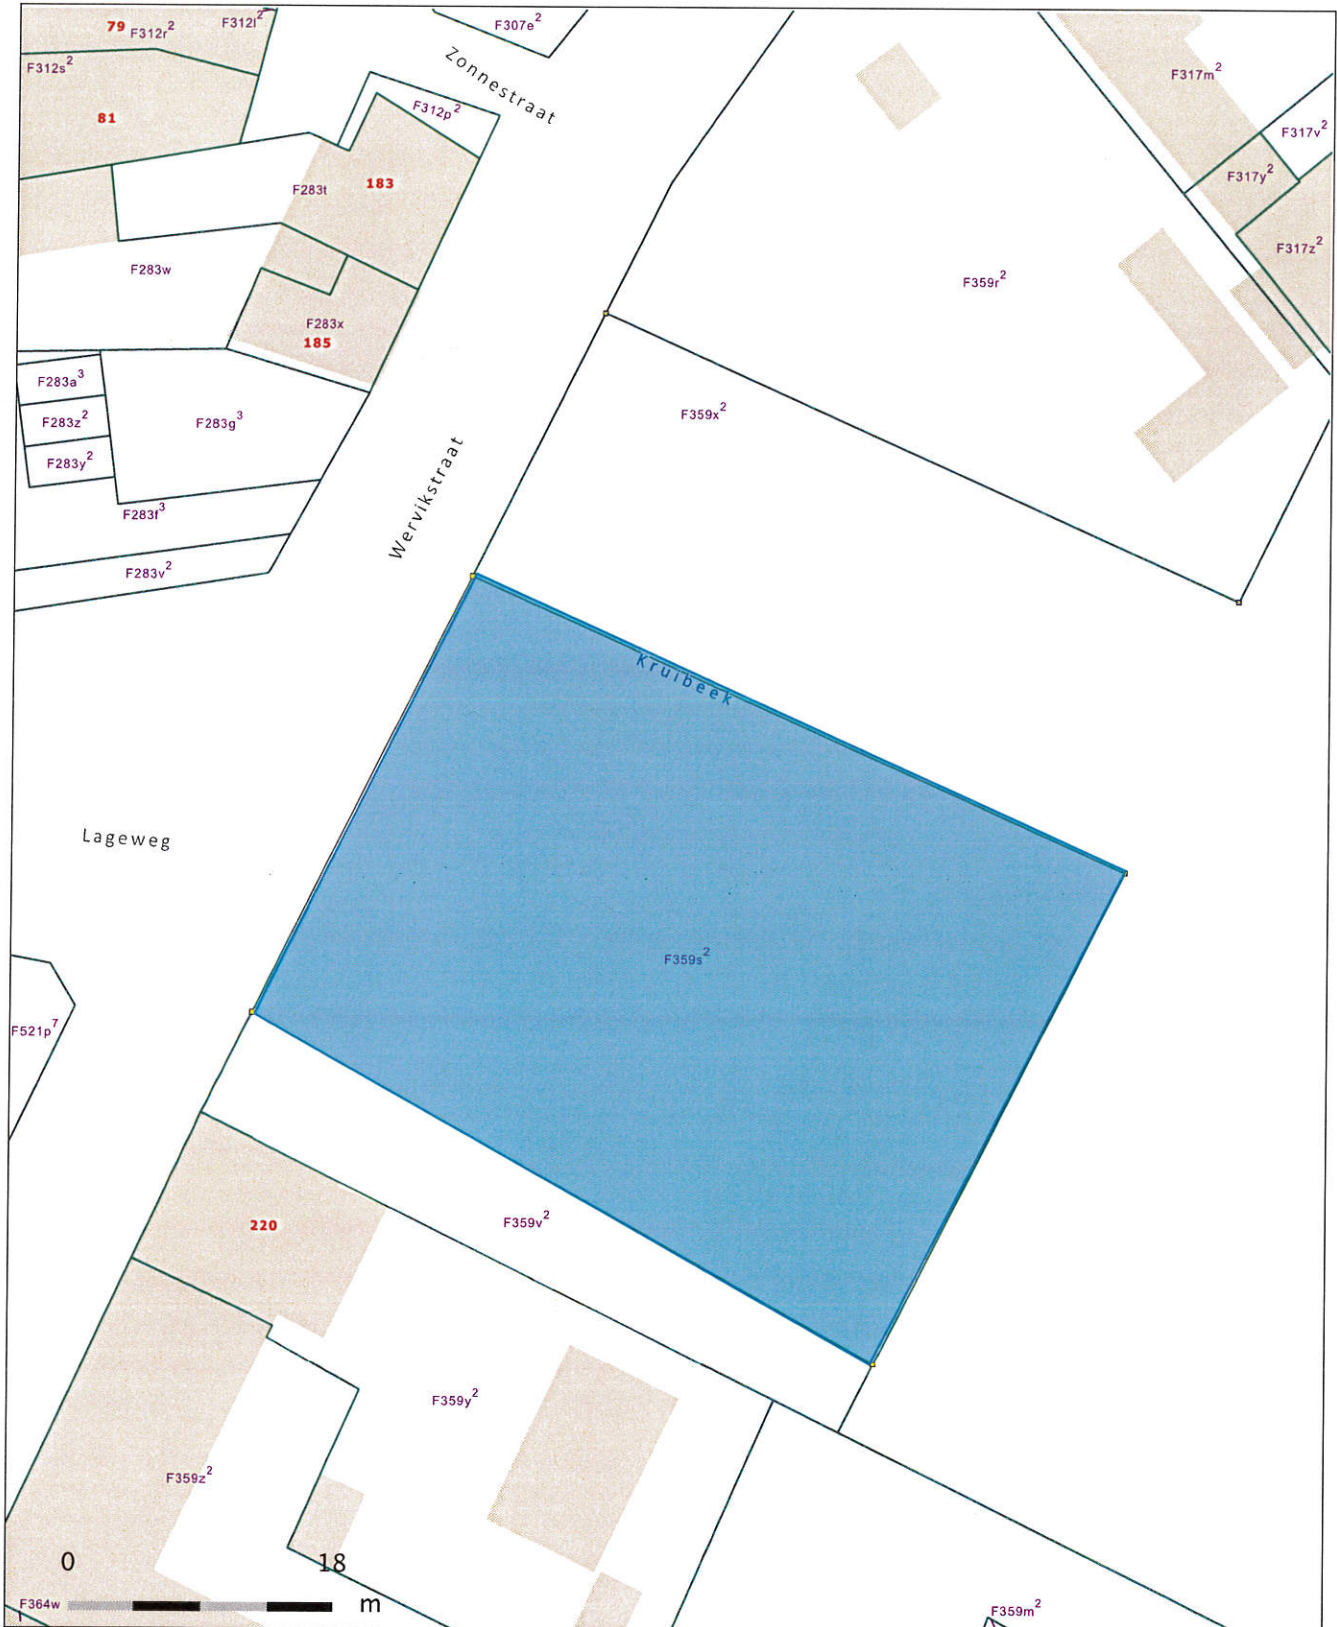 79 F312r² F312l²
F307e²
F312s²
Zonnestraat
F317m²
81
F312p²
F317v²
183
F283t
F317y²
F283w
F359r²
F317z²
F283x
185
F283a³
F283z²
F283g³
F359x²
F283y²
Wervikstraat
F283f³
F283v²
Kruibeek
Lageweg
F359s²
F521p⁷
220
F359v²
F359y²
F359z²
0 18
F364w m
F359m²